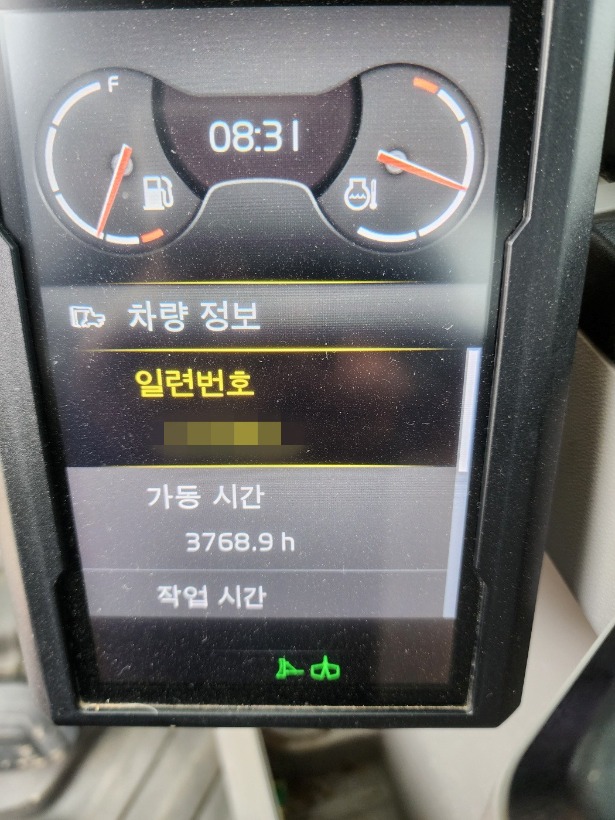 F
08:31
차량 정보
일련번호
가동 시간
3768.9 h
작업 시간